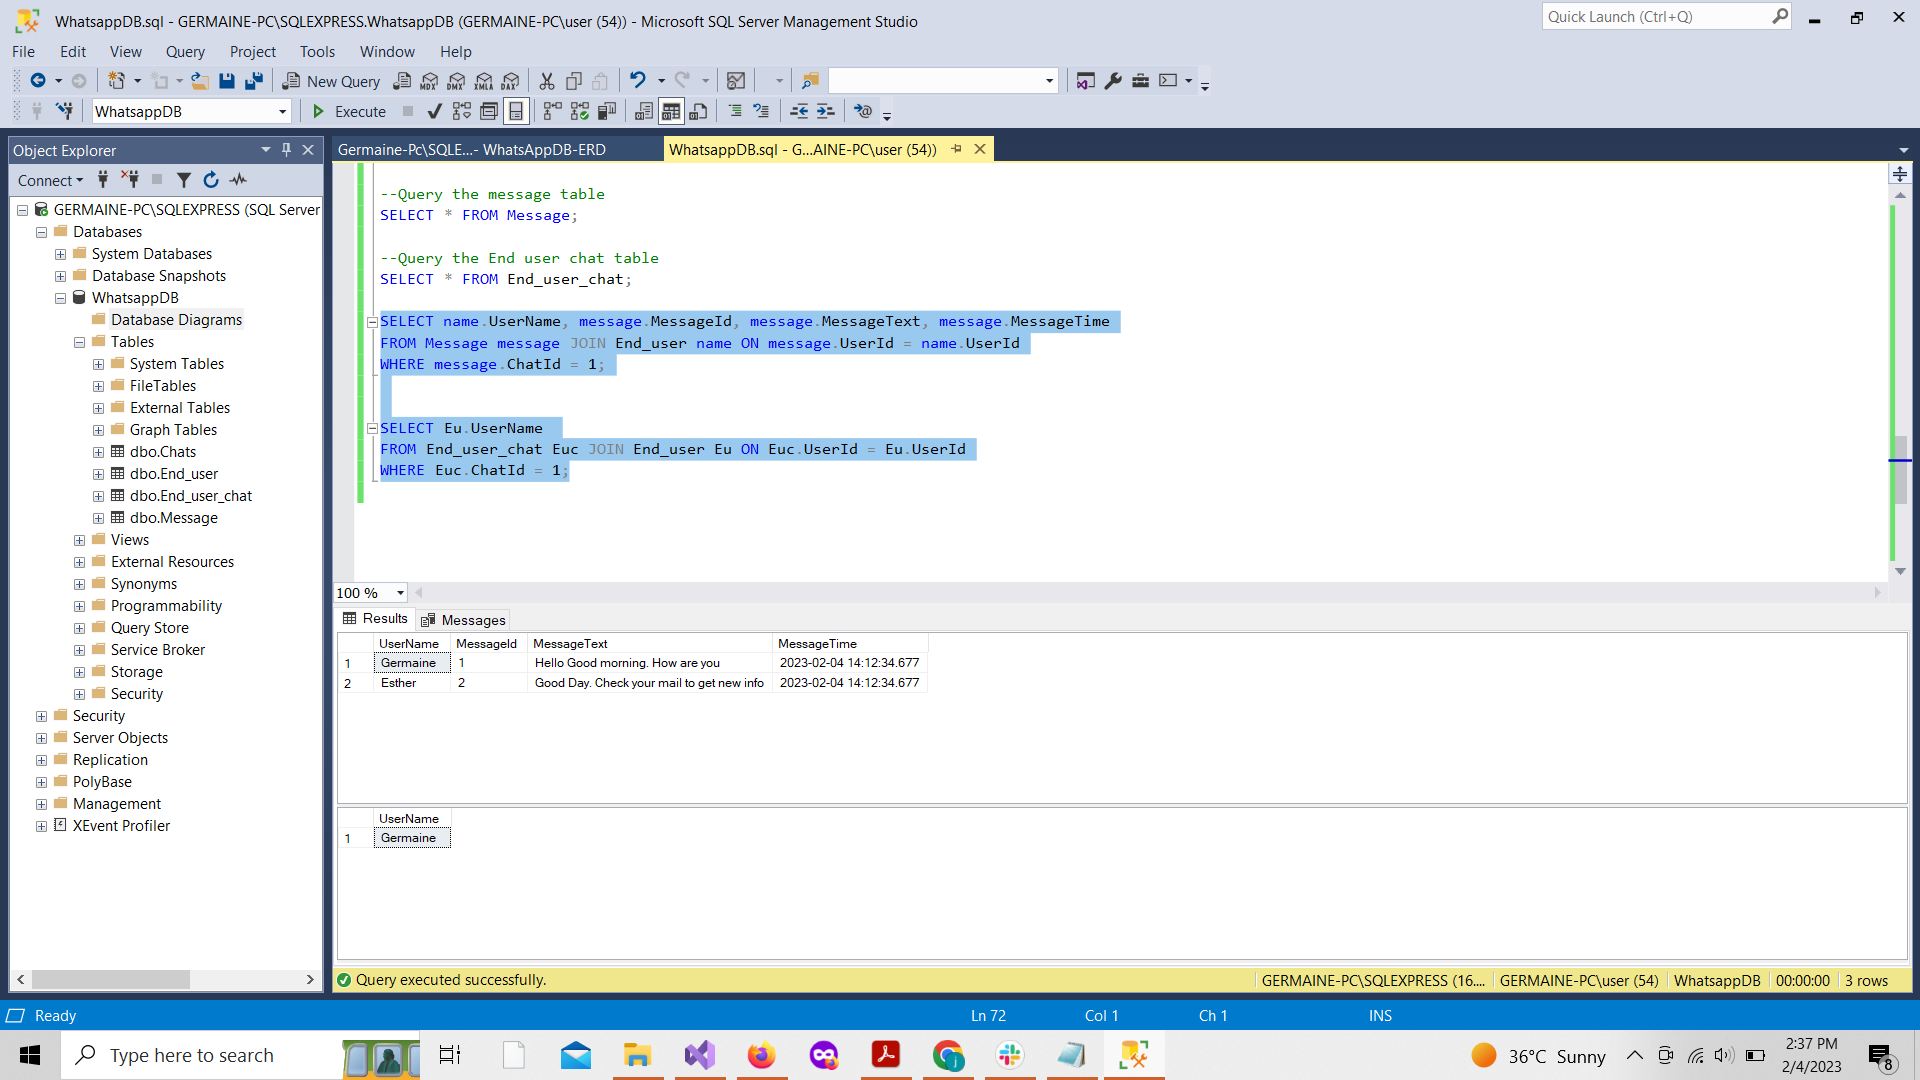 WhatsappDB.sql - GERMAINE-PC\SQLEXPRESS.WhatsappDB (GERMAINE-PC\user (54)) - Microsoft SQL Server Management Studio
Quick Launch (Ctrl+Q)
File Edit View Query Project Tools Window Help
New Query
MDX DMX XMLA DAX
WhatsappDB
Execute
Object Explorer
Connect
GERMAINE-PC\SQLEXPRESS (SQL Server
Databases
System Databases
Database Snapshots
WhatsappDB
Database Diagrams
Tables
System Tables
FileTables
External Tables
Graph Tables
dbo.Chats
dbo.End_user
dbo.End_user_chat
dbo.Message
Views
External Resources
Synonyms
Programmability
Query Store
Service Broker
Storage
Security
Security
Server Objects
Replication
PolyBase
Management
XEvent Profiler
Germaine-Pc\SQLE...- WhatsAppDB-ERD
WhatsappDB.sql - G...AINE-PC\user (54))
--Query the message table
SELECT * FROM Message;
--Query the End user chat table
SELECT * FROM End_user_chat;
SELECT name.UserName, message.MessageId, message.MessageText, message.MessageTime
FROM Message message JOIN End_user name ON message.UserId = name.UserId
WHERE message.ChatId = 1;
SELECT Eu.UserName
FROM End_user_chat Euc JOIN End_user Eu ON Euc.UserId = Eu.UserId
WHERE Euc.ChatId = 1;
100 %
Results Messages
UserName MessageId MessageText MessageTime
1 Germaine 1 Hello Good morning. How are you 2023-02-04 14:12:34.677
2 Esther 2 Good Day. Check your mail to get new info 2023-02-04 14:12:34.677
UserName
1 Germaine
Query executed successfully.
GERMAINE-PC\SQLEXPRESS (16.... GERMAINE-PC\user (54) WhatsappDB 00:00:00 3 rows
Ready
Ln 72 Col 1 Ch 1 INS
Type here to search
36°C Sunny
2:37 PM
2/4/2023
8